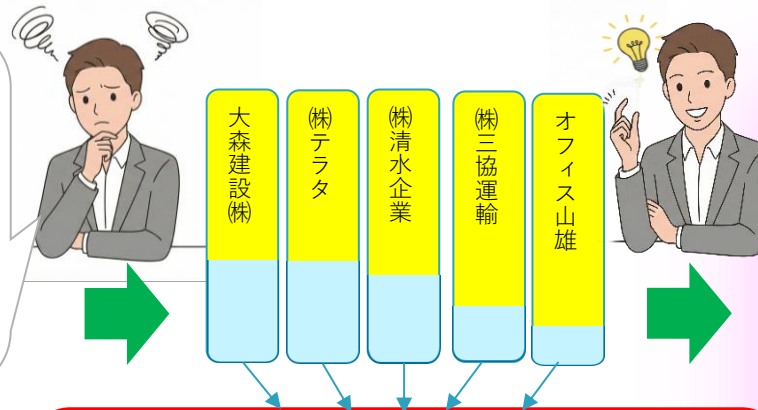 大森建設㈱
㈱テラタ
㈱清水企業
㈱三協運輸
オフィス山雄